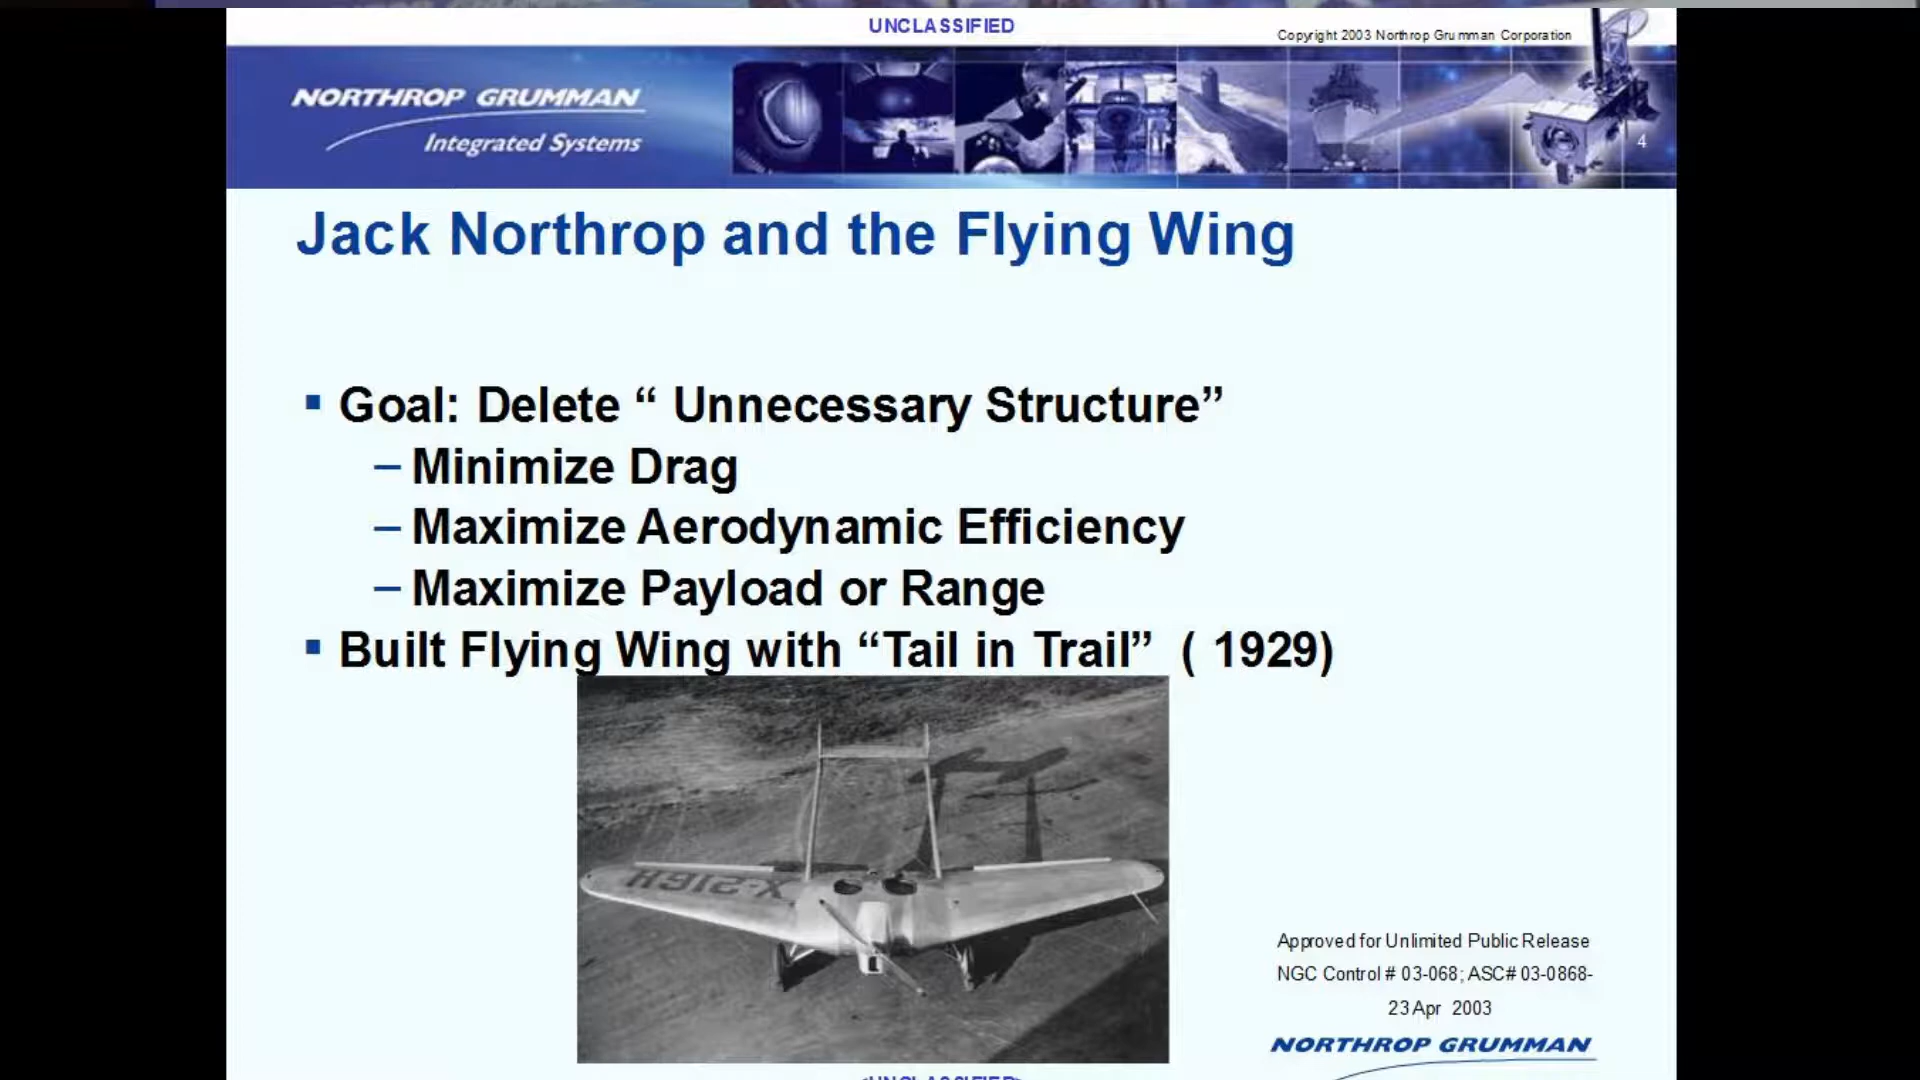 UNCLASSIFIED
Copyright 2003 Northrop Grumman Corporation
NORTHROP GRUMMAN
Integrated Systems
4
Jack Northrop and the Flying Wing
▪ Goal: Delete “ Unnecessary Structure”
– Minimize Drag
– Maximize Aerodynamic Efficiency
– Maximize Payload or Range
▪ Built Flying Wing with “Tail in Trail” ( 1929)
X-216H
Approved for Unlimited Public Release
NGC Control # 03-068; ASC# 03-0868-
23 Apr 2003
NORTHROP GRUMMAN
UNCLASSIFIED